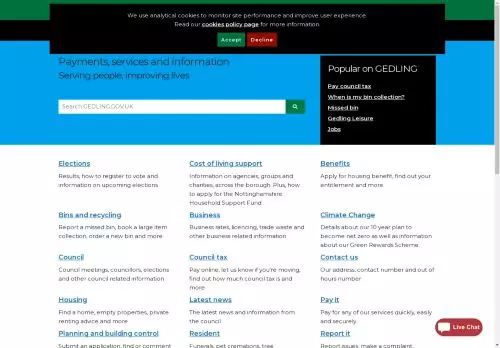 We use analytical cookies to monitor site performance and improve user experience.
Read our cookies policy page for more information.
Accept
Decline
Payments, services and information
Serving people, improving lives
Search GEDLING.GOV.UK
Popular on GEDLING
Pay council tax
When is my bin collection?
Missed bin
Gedling Leisure
Jobs
Elections
Results, how to register to vote and
information on upcoming elections
Cost of living support
Information on agencies, groups and
charities, across the borough. Plus, how
to apply for the Nottinghamshire
Household Support Fund
Benefits
Apply for housing benefit, find out your
entitlement and more
Bins and recycling
Report a missed bin, book a large
item collection, order a new bin and more
Business
Business rates, licencing, trade waste and
other business related information
Climate Change
Details about our 10 year plan to
become net zero as well as information
about our Green Rewards Scheme
Council
Council meetings, councillors, elections
and other council related information
Council tax
Pay online, let us know if you're moving,
find out how much council tax is and
more
Contact us
Our address, contact number and out of
hours number
Housing
Find a home, empty properties, private
renting advice and more
Latest news
The latest news and information from
the council
Pay it
Pay for any of our services quickly, easily
and securely
Planning and building control
Submit an application, find or comment
Resident
Funerals, pet cremations, tree
Report it
Report issues, make a complaint,
Live Chat